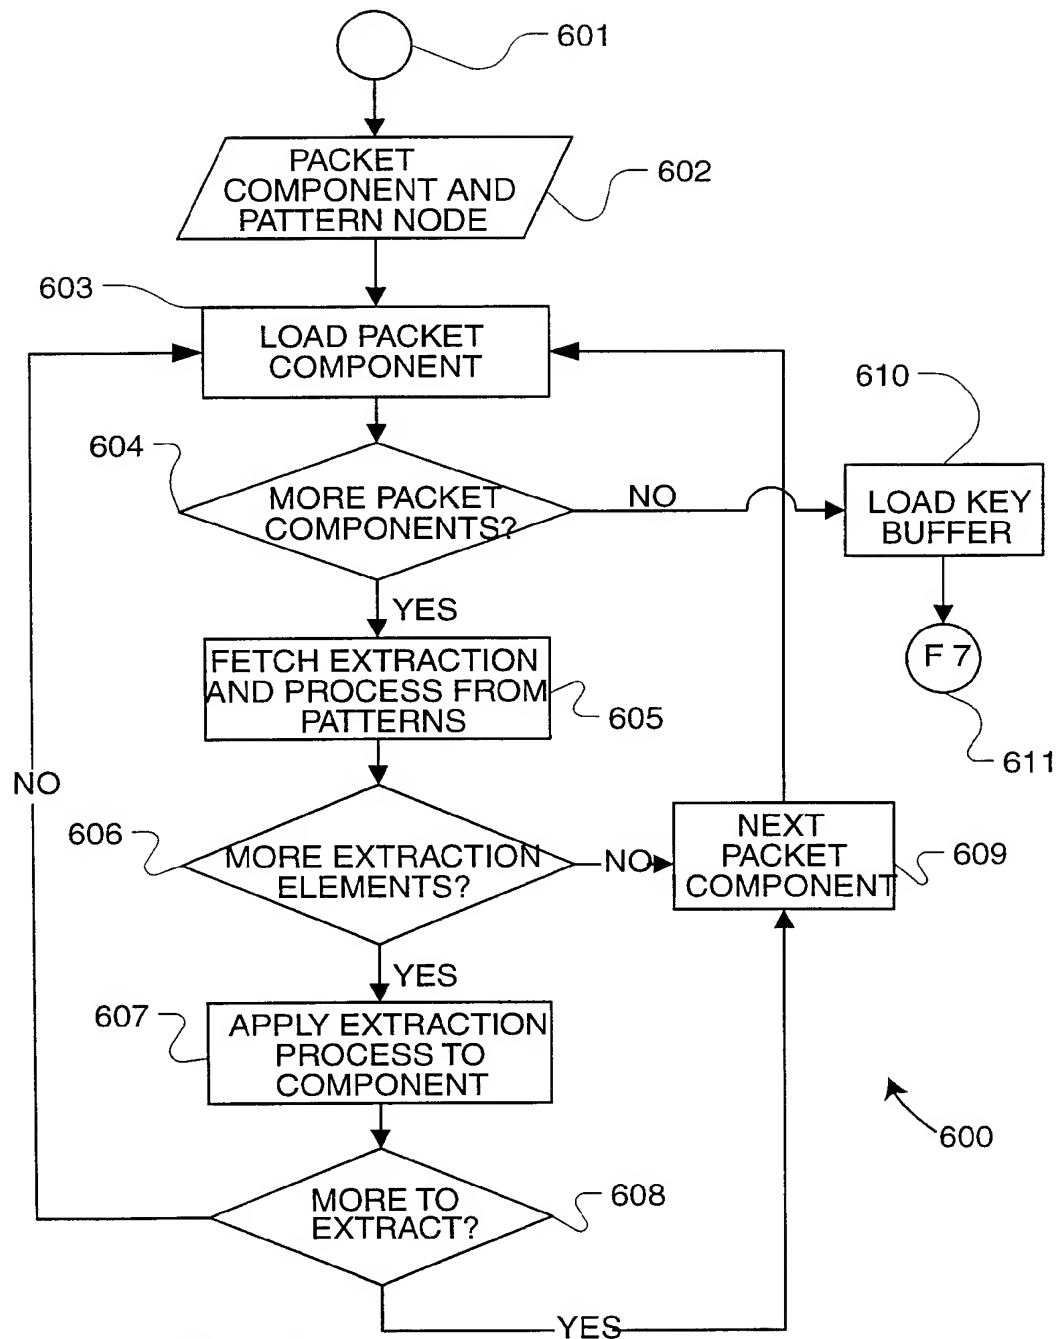 601
PACKET
COMPONENT AND
PATTERN NODE
602
603
LOAD PACKET
COMPONENT
610
604
MORE PACKET
COMPONENTS?
NO
LOAD KEY
BUFFER
YES
FETCH EXTRACTION
AND PROCESS FROM
PATTERNS
605
F 7
611
NO
606
MORE EXTRACTION
ELEMENTS?
NO
NEXT
PACKET
COMPONENT
609
YES
607
APPLY EXTRACTION
PROCESS TO
COMPONENT
600
MORE TO
EXTRACT?
608
YES